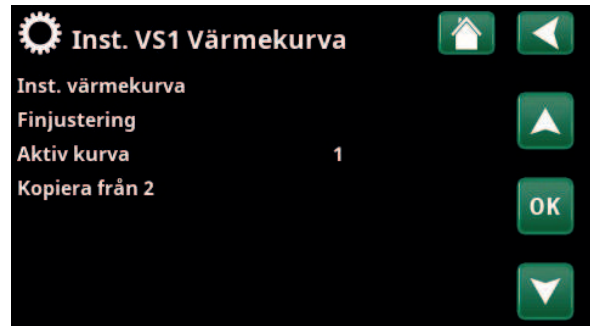 Inst. VS1 Värmekurva
Inst. värmekurva
Finjustering
Aktiv kurva 1
Kopiera från 2
OK